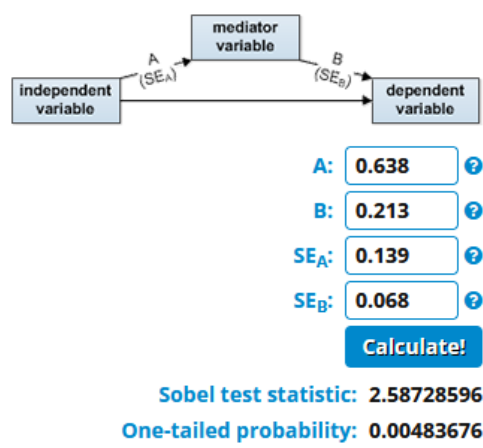 mediator
variable
A
(SEA)
B
(SEB)
independent
variable
dependent
variable
A: 0.638 ?
B: 0.213 ?
SEA: 0.139 ?
SEB: 0.068 ?
Calculate!
Sobel test statistic: 2.58728596
One-tailed probability: 0.00483676